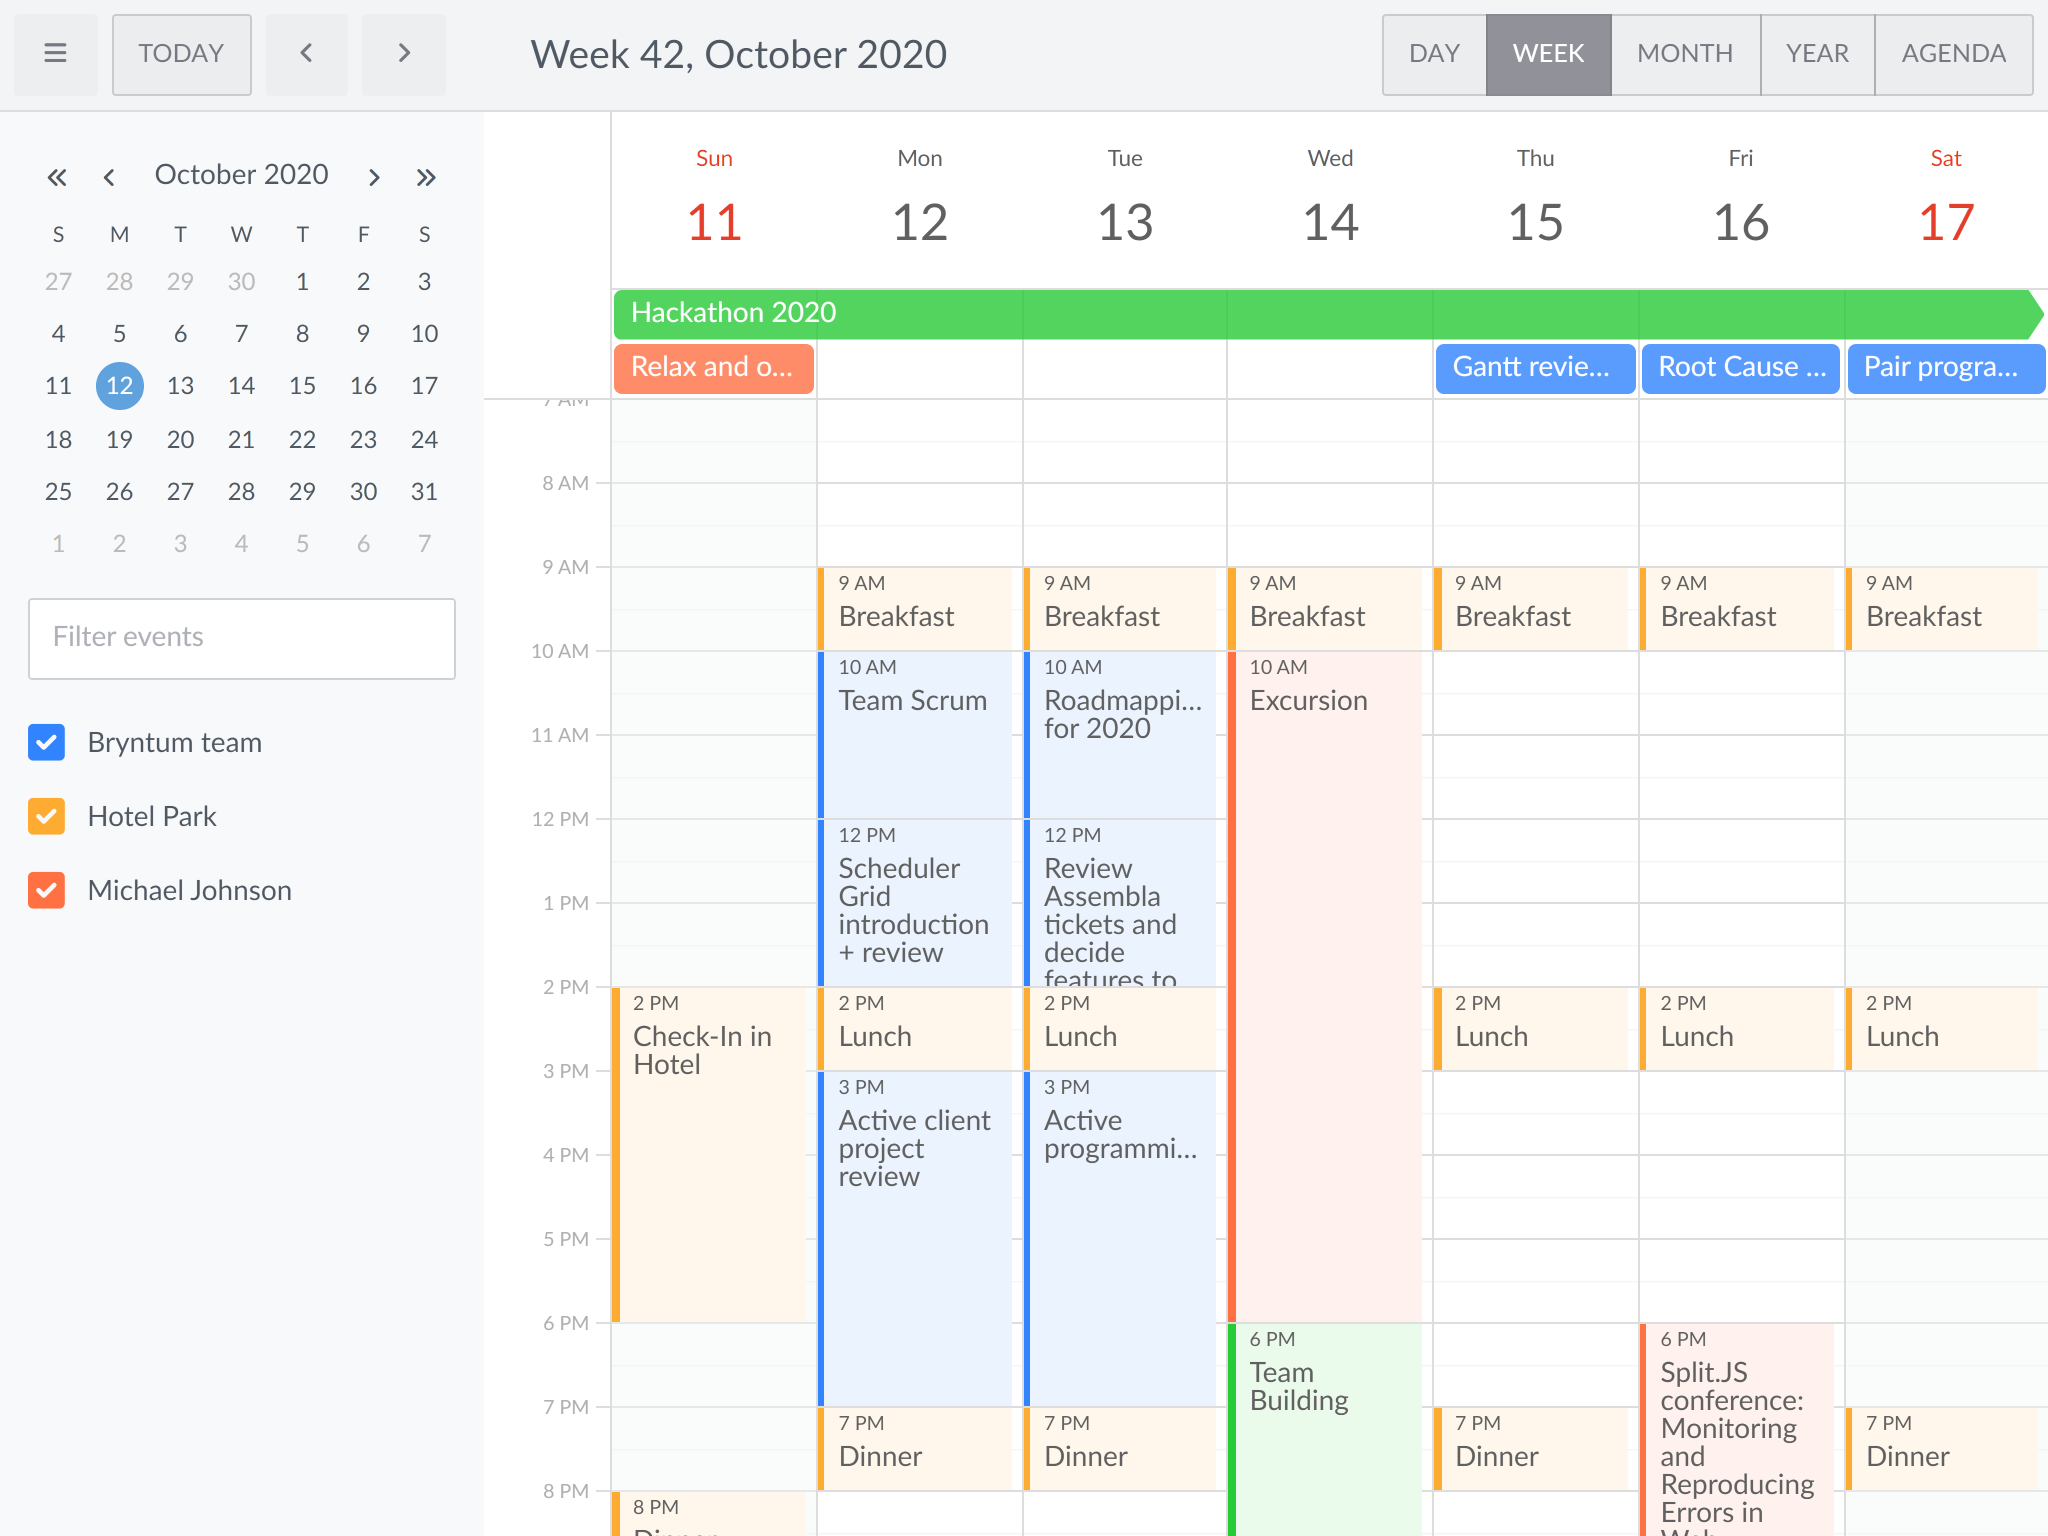 TODAY
Week 42, October 2020
DAY
WEEK
MONTH
YEAR
AGENDA
October 2020
S M T W T F S
27 28 29 30 1 2 3
4 5 6 7 8 9 10
11 12 13 14 15 16 17
18 19 20 21 22 23 24
25 26 27 28 29 30 31
1 2 3 4 5 6 7
Filter events
Bryntum team
Hotel Park
Michael Johnson
Sun Mon Tue Wed Thu Fri Sat
11 12 13 14 15 16 17
Hackathon 2020
Relax and o...
Gantt revie...
Root Cause ...
Pair progra...
7 AM
8 AM
9 AM
10 AM
11 AM
12 PM
1 PM
2 PM
3 PM
4 PM
5 PM
6 PM
7 PM
8 PM
2 PM
Check-In in
Hotel
8 PM
Dinner
9 AM
Breakfast
10 AM
Team Scrum
12 PM
Scheduler
Grid
introduction
+ review
2 PM
Lunch
3 PM
Active client
project
review
7 PM
Dinner
9 AM
Breakfast
10 AM
Roadmappi...
for 2020
12 PM
Review
Assembla
tickets and
decide
features to
2 PM
Lunch
3 PM
Active
programmi...
7 PM
Dinner
9 AM
Breakfast
10 AM
Excursion
6 PM
Team
Building
9 AM
Breakfast
2 PM
Lunch
7 PM
Dinner
9 AM
Breakfast
2 PM
Lunch
6 PM
Split.JS
conference:
Monitoring
and
Reproducing
Errors in
9 AM
Breakfast
2 PM
Lunch
7 PM
Dinner